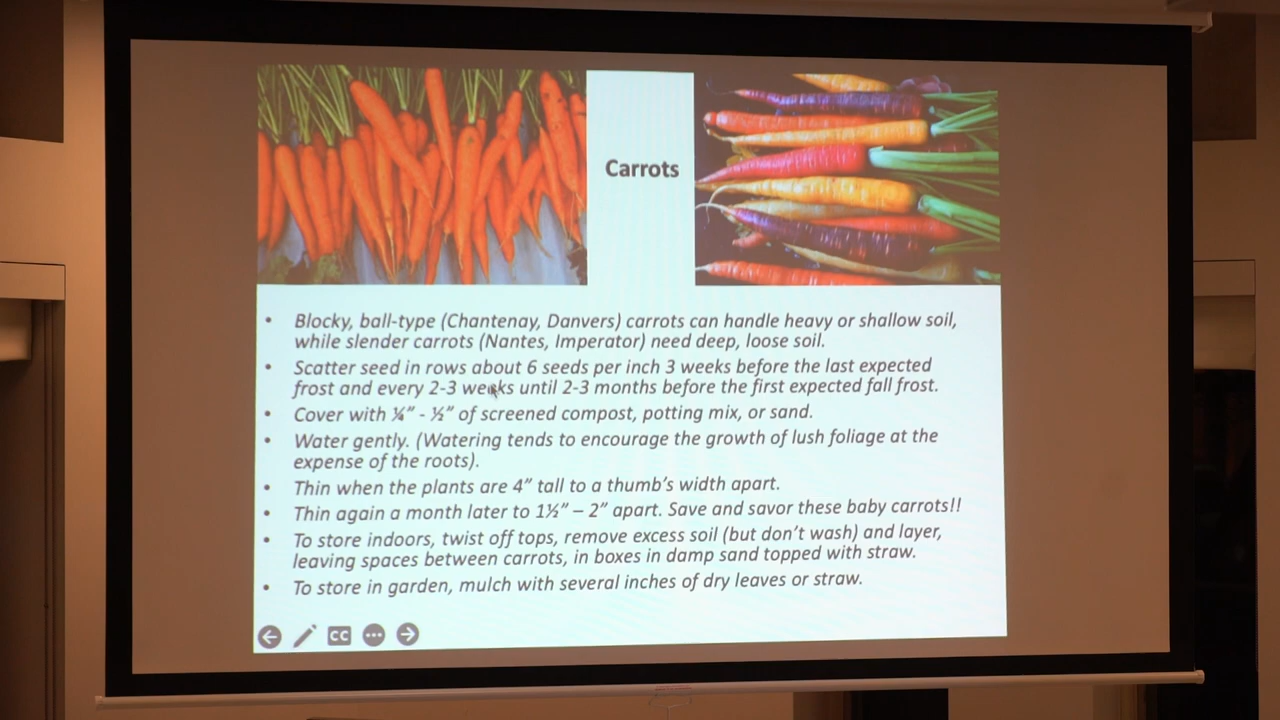 Carrots
• Blocky, ball-type (Chantenay, Danvers) carrots can handle heavy or shallow soil,
while slender carrots (Nantes, Imperator) need deep, loose soil.
• Scatter seed in rows about 6 seeds per inch 3 weeks before the last expected
frost and every 2-3 weeks until 2-3 months before the first expected fall frost.
• Cover with ¼” - ½” of screened compost, potting mix, or sand.
• Water gently. (Watering tends to encourage the growth of lush foliage at the
expense of the roots).
• Thin when the plants are 4” tall to a thumb’s width apart.
• Thin again a month later to 1½” – 2” apart. Save and savor these baby carrots!!
• To store indoors, twist off tops, remove excess soil (but don’t wash) and layer,
leaving spaces between carrots, in boxes in damp sand topped with straw.
• To store in garden, mulch with several inches of dry leaves or straw.
CC